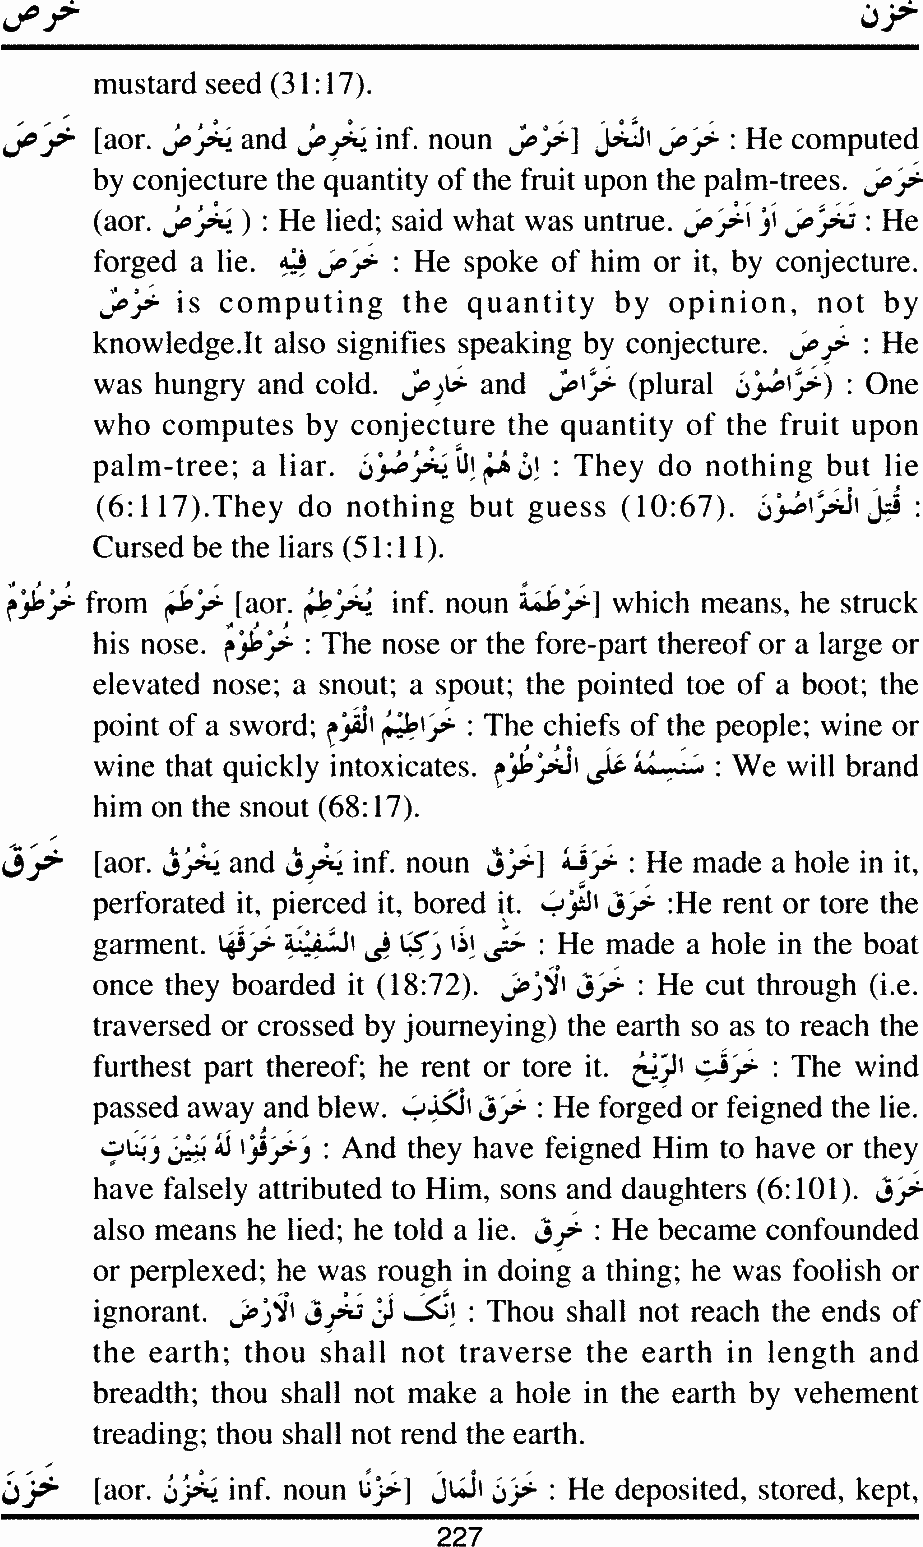 خرص خزن
mustard seed (31:17).
خَرَصَ [aor. يَخْرُصُ and يَخْرِصُ inf. noun خَرْصٌ] خَرَصَ النَّخْلَ : He computed
by conjecture the quantity of the fruit upon the palm-trees. خَرَصَ
(aor. يَخْرُصُ ) : He lied; said what was untrue. تَخَرَّصَ أَوْ اَخْرَصَ : He
forged a lie. خَرَصَ فِيْهِ : He spoke of him or it, by conjecture.
خَرْصٌ is computing the quantity by opinion, not by
knowledge.It also signifies speaking by conjecture. خَرِصَ : He
was hungry and cold. خَارِصٌ and خَرَّاصٌ (plural خَرَّاصُوْنَ) : One
who computes by conjecture the quantity of the fruit upon
palm-tree; a liar. اِنْ هُمْ اِلَّا يَخْرُصُوْنَ : They do nothing but lie
(6:117).They do nothing but guess (10:67). قُتِلَ الْخَرَّاصُوْنَ :
Cursed be the liars (51:11).
خُرْطُوْمٌ from خَرْطَمَ [aor. يُخَرْطِمُ inf. noun خَرْطَمَةٌ] which means, he struck
his nose. خُرْطُوْمٌ : The nose or the fore-part thereof or a large or
elevated nose; a snout; a spout; the pointed toe of a boot; the
point of a sword; خَرَاطِيْمُ الْقَوْمِ : The chiefs of the people; wine or
wine that quickly intoxicates. سَنَسِمُهُ عَلَى الْخُرْطُوْمِ : We will brand
him on the snout (68:17).
خَرَقَ [aor. يَخْرُقُ and يَخْرِقُ inf. noun خَرْقٌ] خَرَقَهُ : He made a hole in it,
perforated it, pierced it, bored it. خَرَقَ الثَّوْبَ :He rent or tore the
garment. حَتّٰى اِذَا رَكِبَا فِى السَّفِيْنَةِ خَرَقَهَا : He made a hole in the boat
once they boarded it (18:72). خَرَقَ الْاَرْضَ : He cut through (i.e.
traversed or crossed by journeying) the earth so as to reach the
furthest part thereof; he rent or tore it. خَرَقَتِ الرِّيْحُ : The wind
passed away and blew. خَرَقَ الْكَذِبَ : He forged or feigned the lie.
وَخَرَقُوْا لَهُ بَنِيْنَ وَبَنَاتٍ : And they have feigned Him to have or they
have falsely attributed to Him, sons and daughters (6:101). خَرَقَ
also means he lied; he told a lie. خَرِقَ : He became confounded
or perplexed; he was rough in doing a thing; he was foolish or
ignorant. اِنَّكَ لَنْ تَخْرِقَ الْاَرْضَ : Thou shall not reach the ends of
the earth; thou shall not traverse the earth in length and
breadth; thou shall not make a hole in the earth by vehement
treading; thou shall not rend the earth.
خَزَنَ [aor. يَخْزُنُ inf. noun خَزْنًا] خَزَنَ الْمَالَ : He deposited, stored, kept,
227